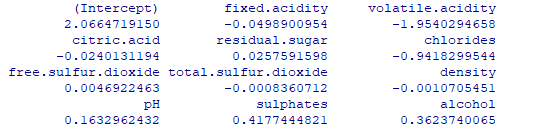 (Intercept) fixed.acidity volatile.acidity
2.0664719150 -0.0498900954 -1.9540294658
citric.acid residual.sugar chlorides
-0.0240131194 0.0257591598 -0.9418299544
free.sulfur.dioxide total.sulfur.dioxide density
0.0046922463 -0.0008360712 -0.0010705451
pH sulphates alcohol
0.1632962432 0.4177444821 0.3623740065